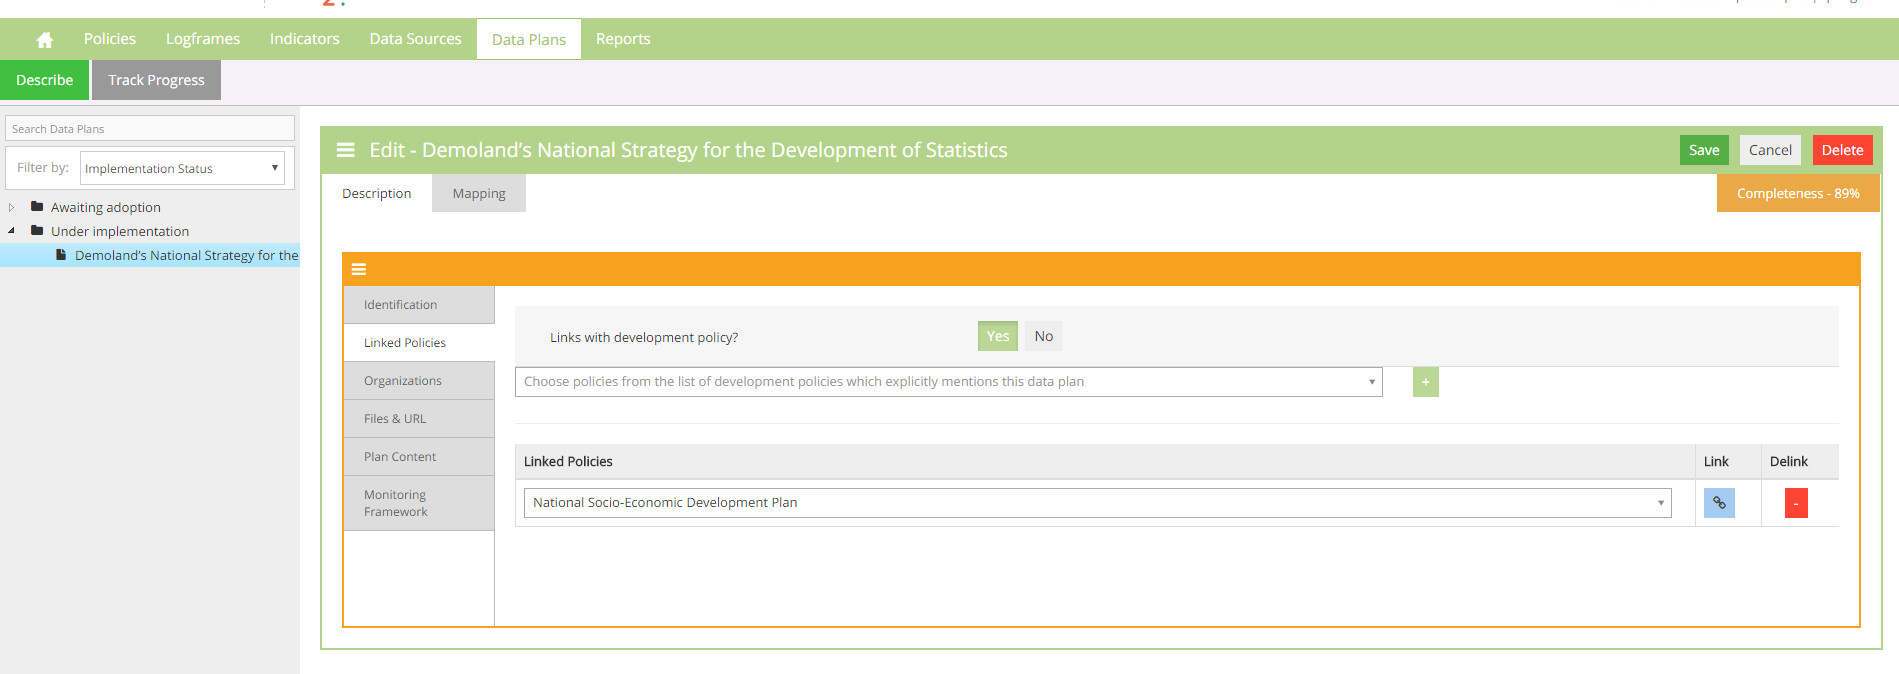 Policies Logframes Indicators Data Sources Data Plans Reports
Describe Track Progress
Search Data Plans
Filter by: Implementation Status
Awaiting adoption
Under implementation
Demoland's National Strategy for the
Edit - Demoland's National Strategy for the Development of Statistics
Save Cancel Delete
Description Mapping
Completeness - 89%
Identification
Linked Policies
Organizations
Files & URL
Plan Content
Monitoring
Framework
Links with development policy? Yes No
Choose policies from the list of development policies which explicitly mentions this data plan +
Linked Policies Link Delink
National Socio-Economic Development Plan -